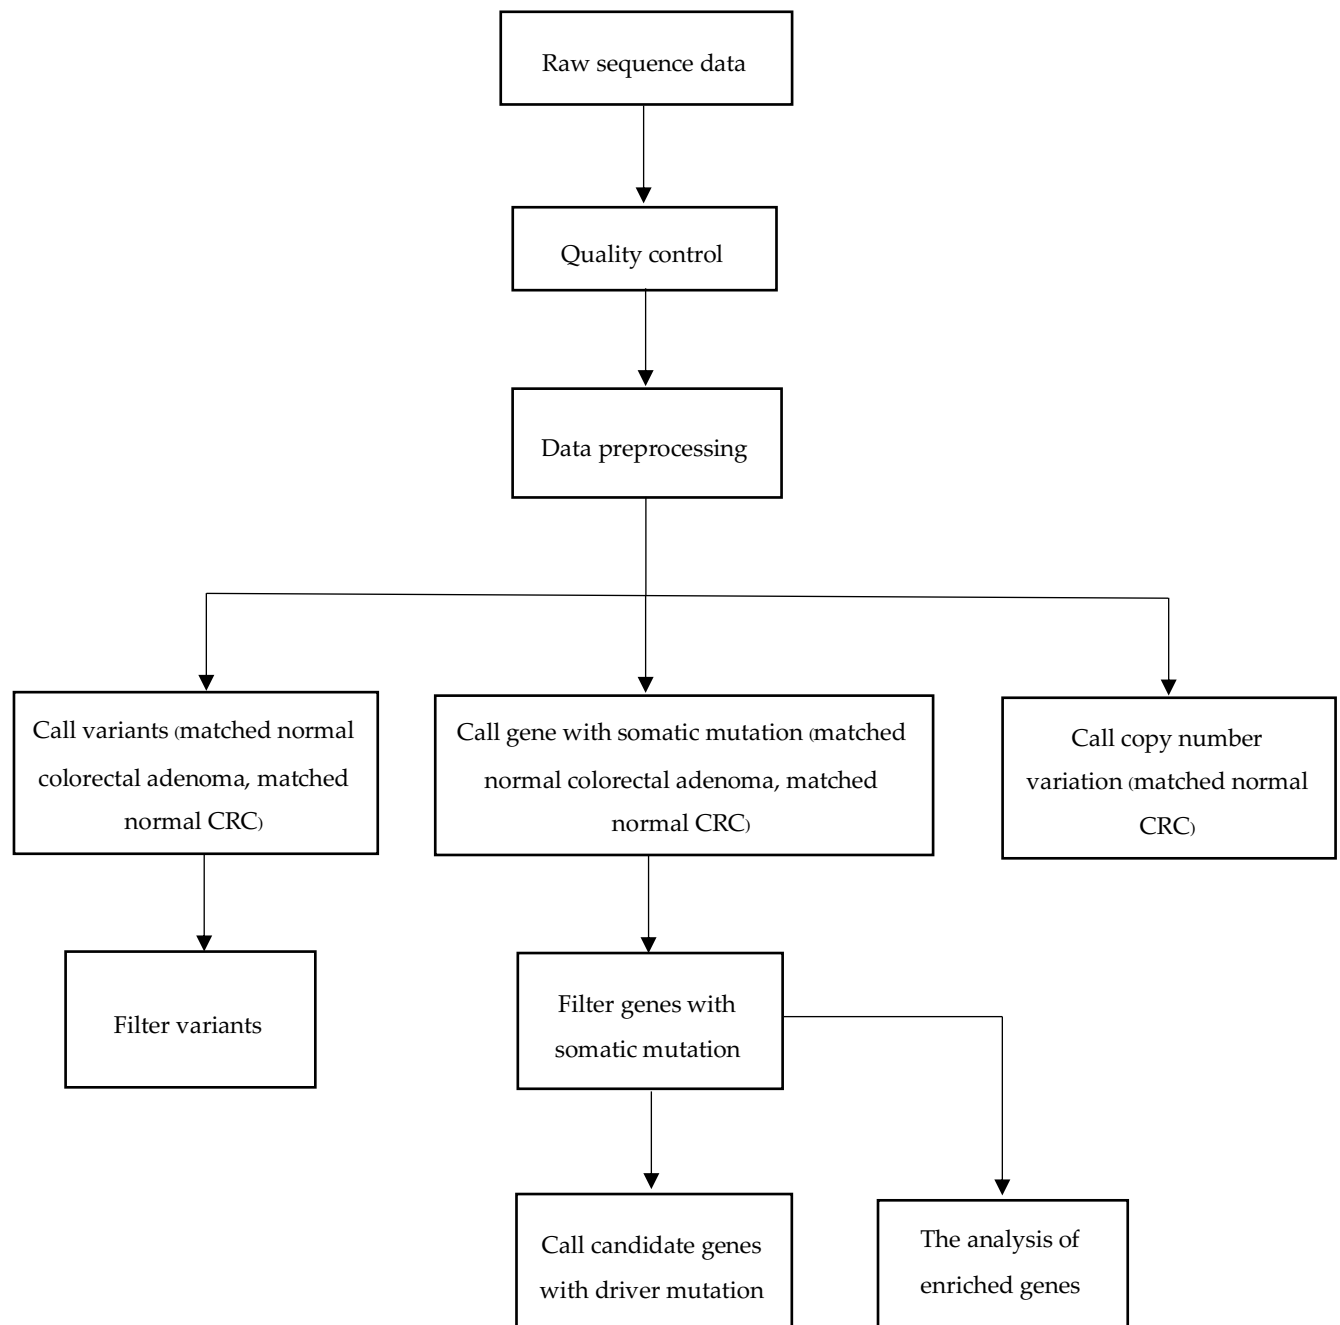 Raw sequence data
Quality control
Data preprocessing
Call variants (matched normal
colorectal adenoma, matched
normal CRC)
Call gene with somatic mutation (matched
normal colorectal adenoma, matched
normal CRC)
Call copy number
variation (matched normal
CRC)
Filter variants
Filter genes with
somatic mutation
Call candidate genes
with driver mutation
The analysis of
enriched genes